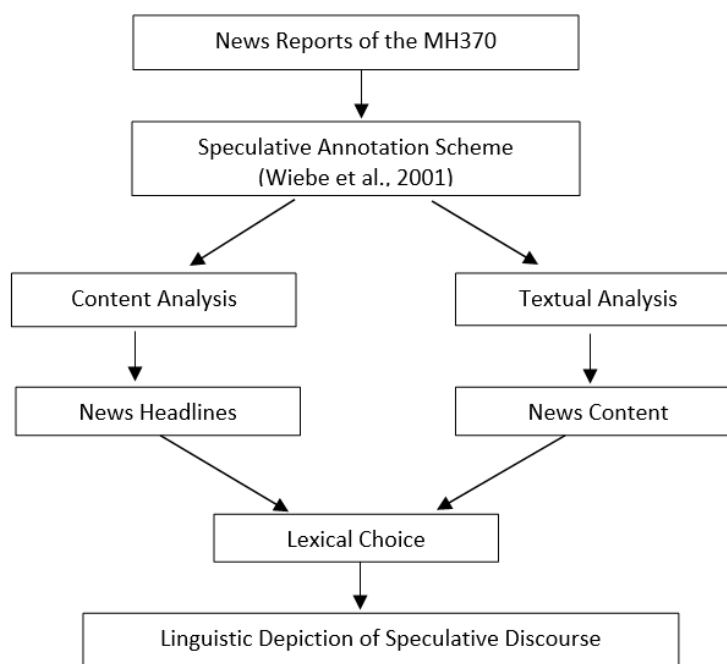 News Reports of the MH370
Speculative Annotation Scheme
(Wiebe et al., 2001)
Content Analysis
Textual Analysis
News Headlines
News Content
Lexical Choice
Linguistic Depiction of Speculative Discourse